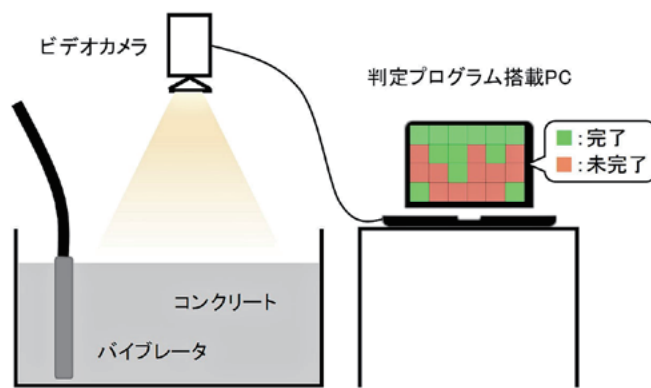 ビデオカメラ
判定プログラム搭載PC
:完了
:未完了
コンクリート
バイブレータ